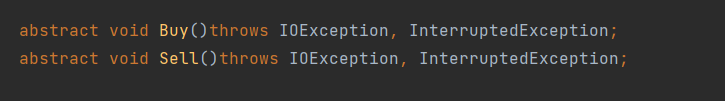 abstract void Buy()throws IOException, InterruptedException;
abstract void Sell()throws IOException, InterruptedException;